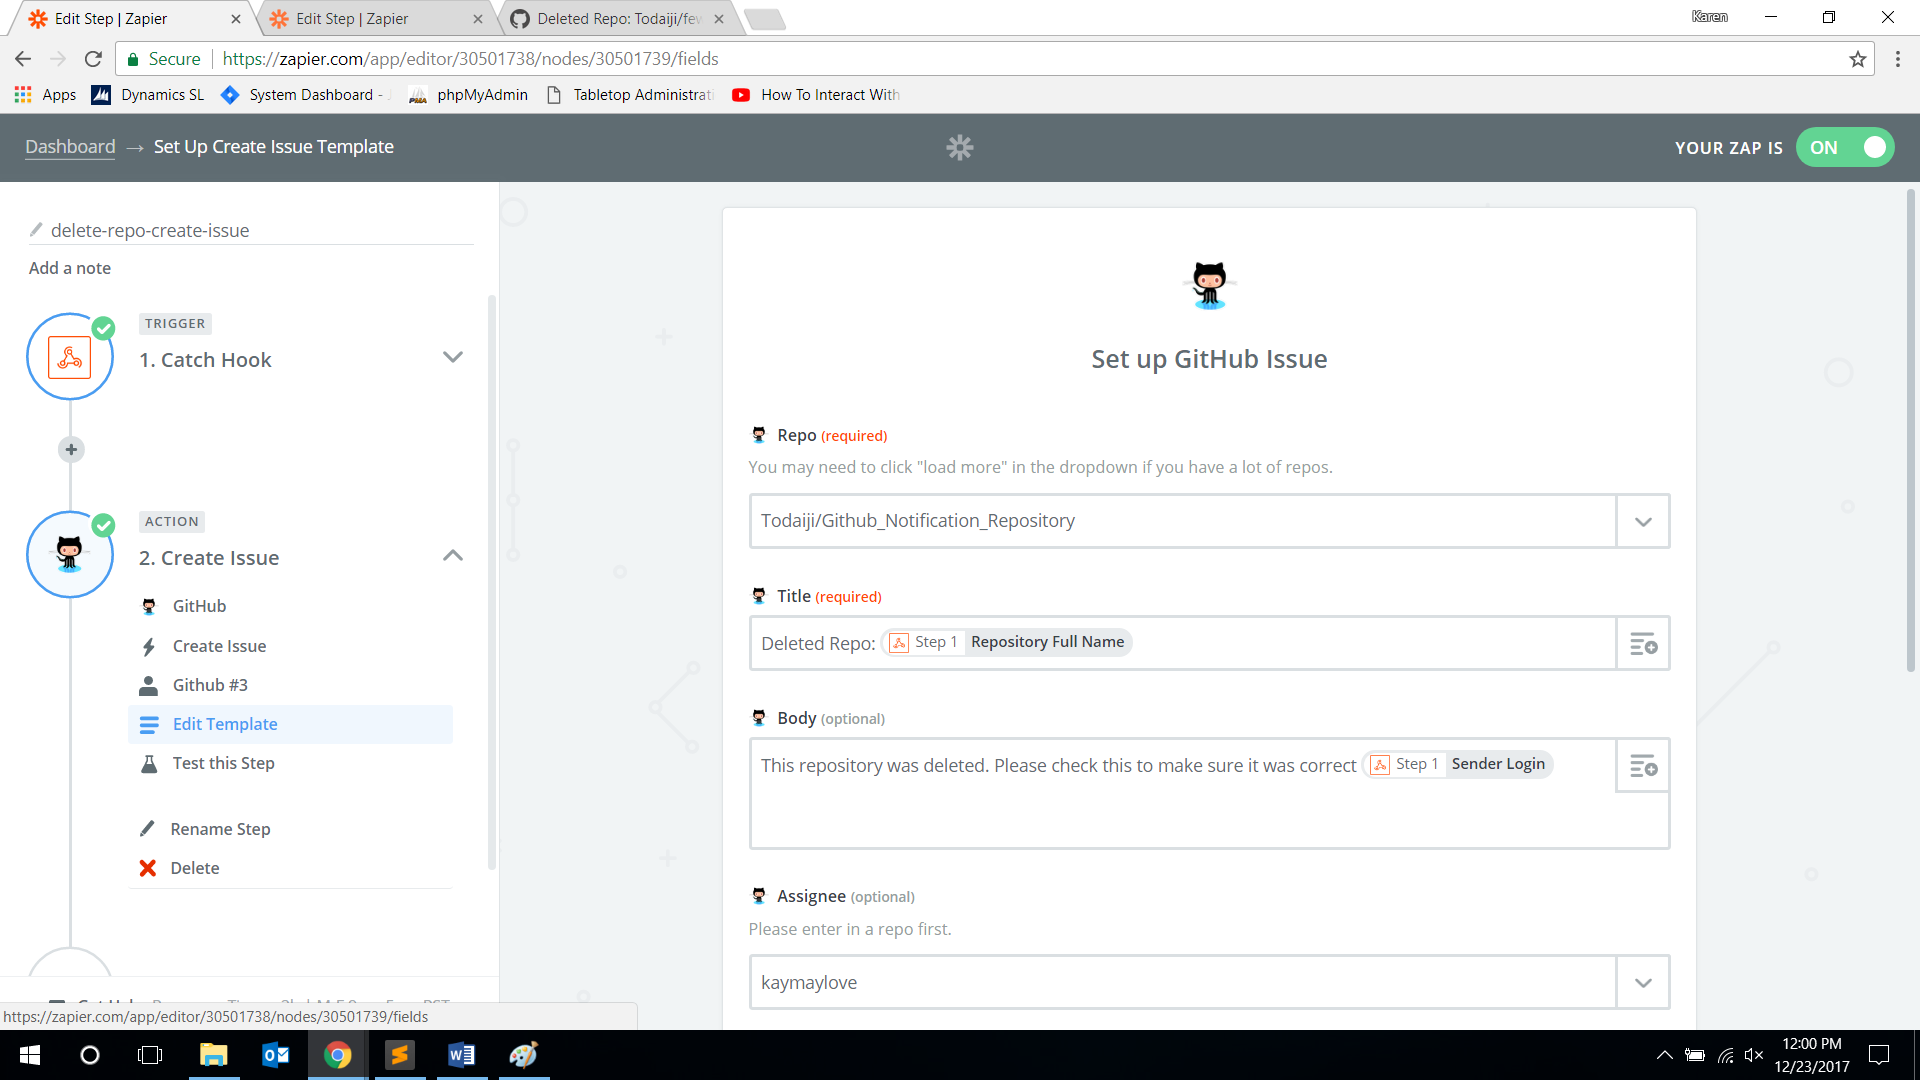 Edit Step | Zapier
Edit Step | Zapier
Deleted Repo: Todaiji/few
Karen
Secure
https://zapier.com/app/editor/30501738/nodes/30501739/fields
Apps
Dynamics SL
System Dashboard -
phpMyAdmin
Tabletop Administrati
How To Interact With
Dashboard → Set Up Create Issue Template
YOUR ZAP IS ON
delete-repo-create-issue
Add a note
TRIGGER
1. Catch Hook
ACTION
2. Create Issue
GitHub
Create Issue
Github #3
Edit Template
Test this Step
Rename Step
Delete
Set up GitHub Issue
Repo (required)
You may need to click "load more" in the dropdown if you have a lot of repos.
Todaiji/Github_Notification_Repository
Title (required)
Deleted Repo: Step 1 Repository Full Name
Body (optional)
This repository was deleted. Please check this to make sure it was correct Step 1 Sender Login
Assignee (optional)
Please enter in a repo first.
kaymaylove
https://zapier.com/app/editor/30501738/nodes/30501739/fields
12:00 PM
12/23/2017